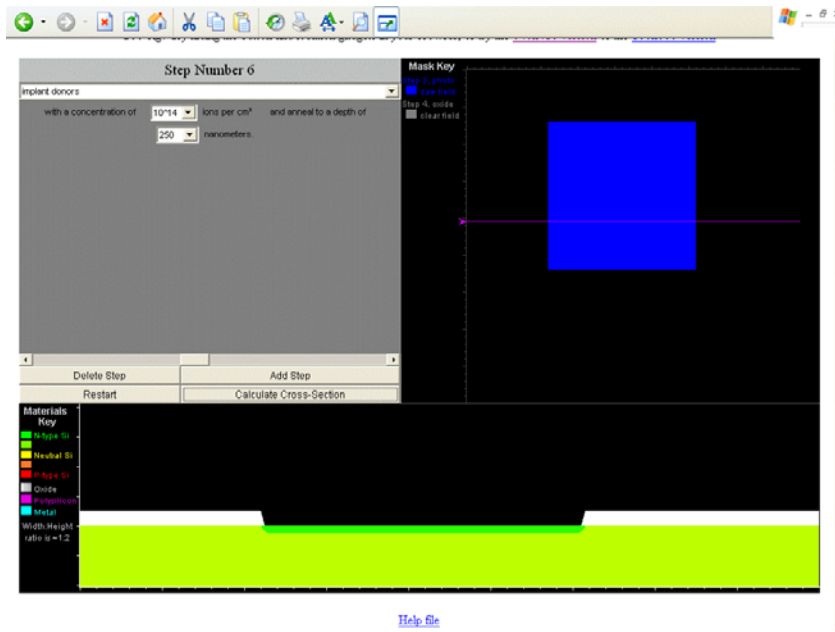 Step Number 6
implant donors
with a concentration of 10^14 ions per cm² and anneal to a depth of
250 nanometers.
Delete Step Add Step
Restart Calculate Cross-Section
Mask Key
Step 4, oxide
clear field
Materials
Key
N-type Si
Neutral Si
P-type Si
Oxide
Polysilicon
Metal
Width:Height
ratio is ~1:2
Help file